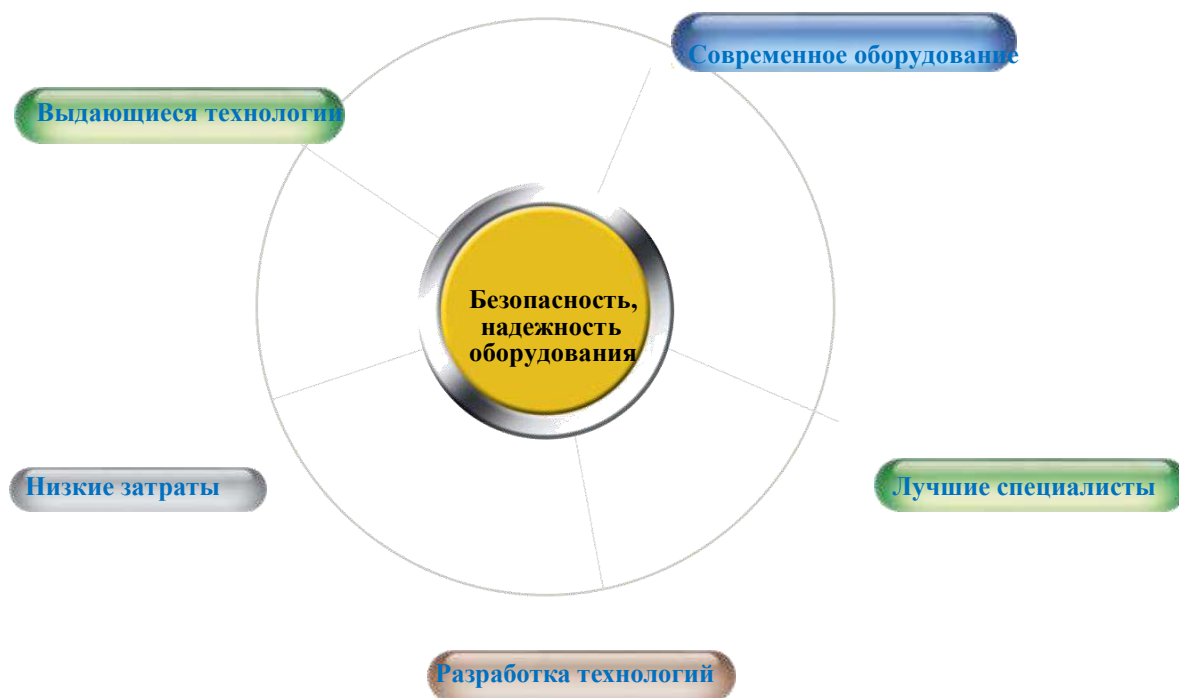 Современное оборудование
Выдающиеся технологии
Безопасность,
надежность
оборудования
Низкие затраты
Лучшие специалисты
Разработка технологий